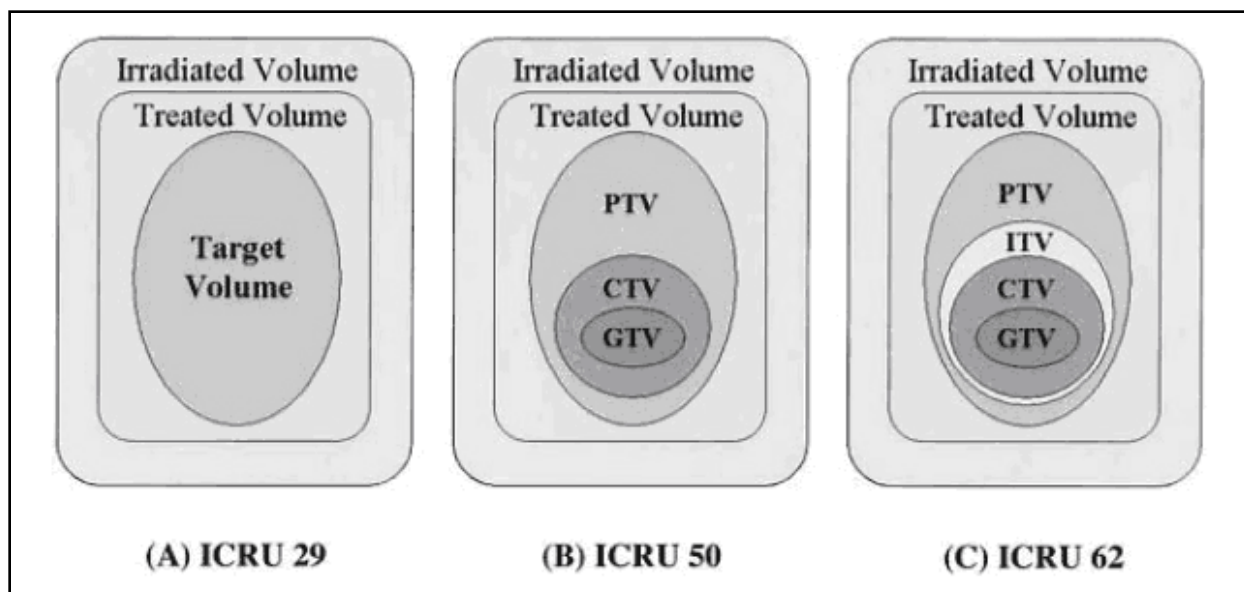 Irradiated Volume
Treated Volume
Target
Volume
(A) ICRU 29
Irradiated Volume
Treated Volume
PTV
CTV
GTV
(B) ICRU 50
Irradiated Volume
Treated Volume
PTV
ITV
CTV
GTV
(C) ICRU 62